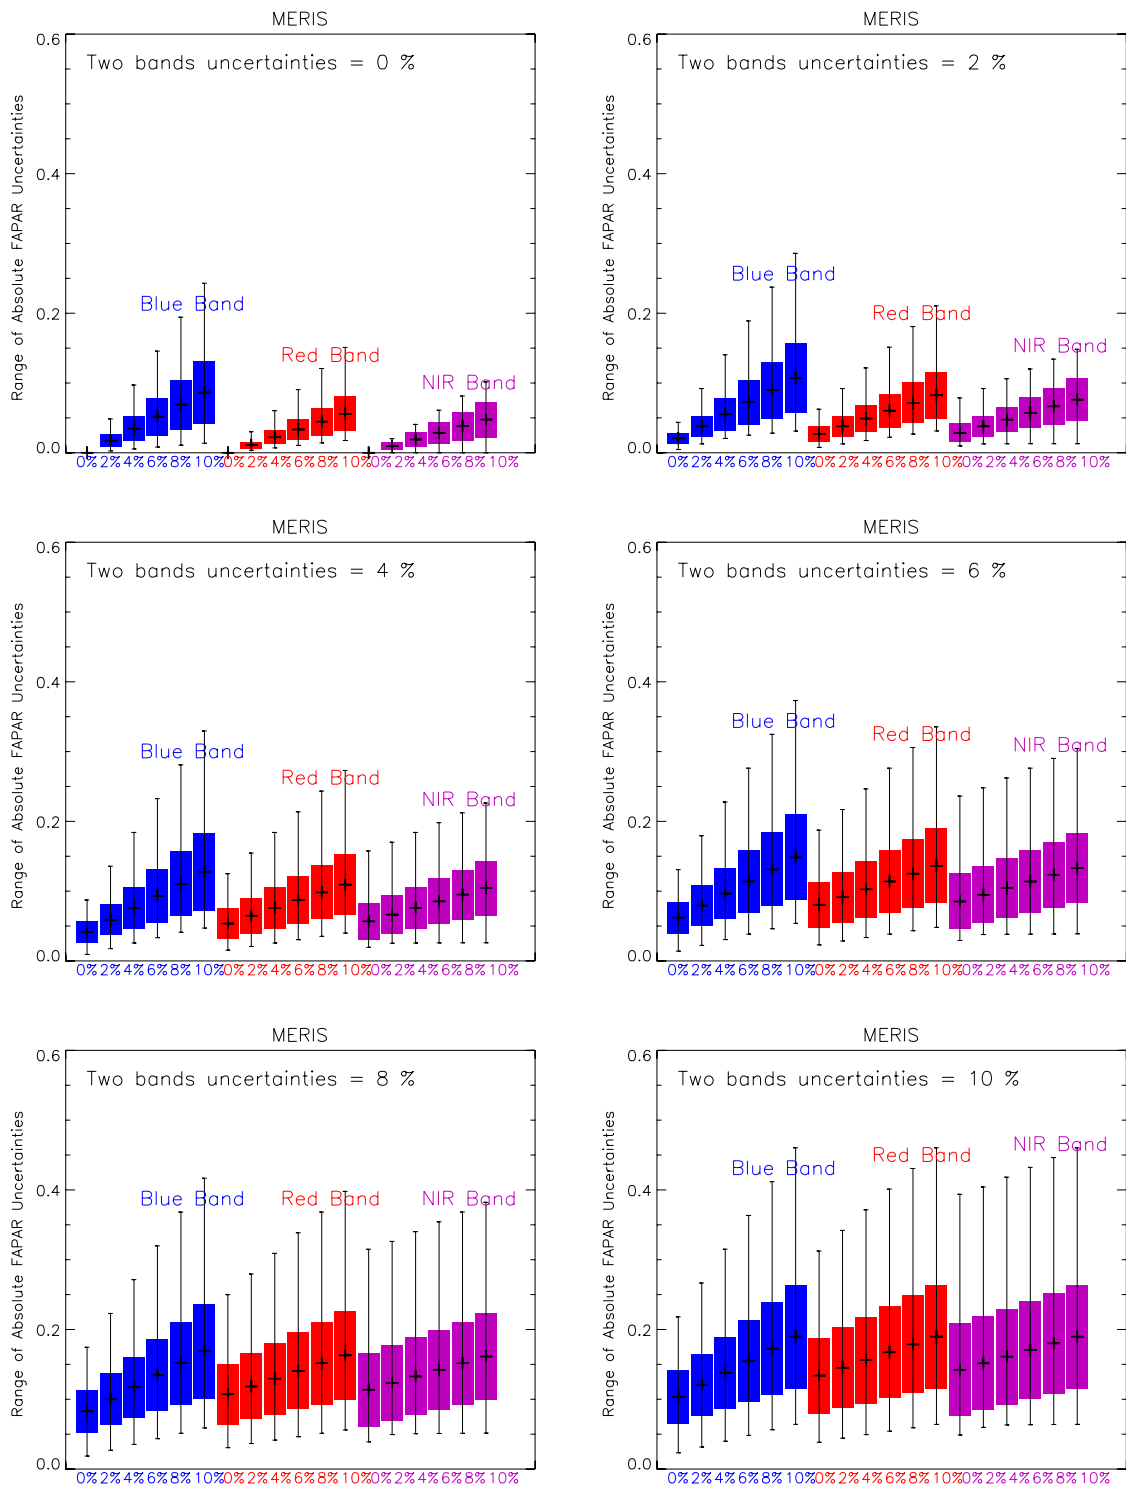 MERIS
Two bands uncertainties = 0 %
Range of Absolute FAPAR Uncertainties
0.6
0.4
0.2
0.0
Blue Band
Red Band
NIR Band
0% 2% 4% 6% 8% 10% 0% 2% 4% 6% 8% 10% 0% 2% 4% 6% 8% 10%
MERIS
Two bands uncertainties = 2 %
Range of Absolute FAPAR Uncertainties
0.6
0.4
0.2
0.0
Blue Band
Red Band
NIR Band
0% 2% 4% 6% 8% 10% 0% 2% 4% 6% 8% 10% 0% 2% 4% 6% 8% 10%
MERIS
Two bands uncertainties = 4 %
Range of Absolute FAPAR Uncertainties
0.6
0.4
0.2
0.0
Blue Band
Red Band
NIR Band
0% 2% 4% 6% 8% 10% 0% 2% 4% 6% 8% 10% 0% 2% 4% 6% 8% 10%
MERIS
Two bands uncertainties = 6 %
Range of Absolute FAPAR Uncertainties
0.6
0.4
0.2
0.0
Blue Band
Red Band
NIR Band
0% 2% 4% 6% 8% 10% 0% 2% 4% 6% 8% 10% 0% 2% 4% 6% 8% 10%
MERIS
Two bands uncertainties = 8 %
Range of Absolute FAPAR Uncertainties
0.6
0.4
0.2
0.0
Blue Band
Red Band
NIR Band
0% 2% 4% 6% 8% 10% 0% 2% 4% 6% 8% 10% 0% 2% 4% 6% 8% 10%
MERIS
Two bands uncertainties = 10 %
Range of Absolute FAPAR Uncertainties
0.6
0.4
0.2
0.0
Blue Band
Red Band
NIR Band
0% 2% 4% 6% 8% 10% 0% 2% 4% 6% 8% 10% 0% 2% 4% 6% 8% 10%